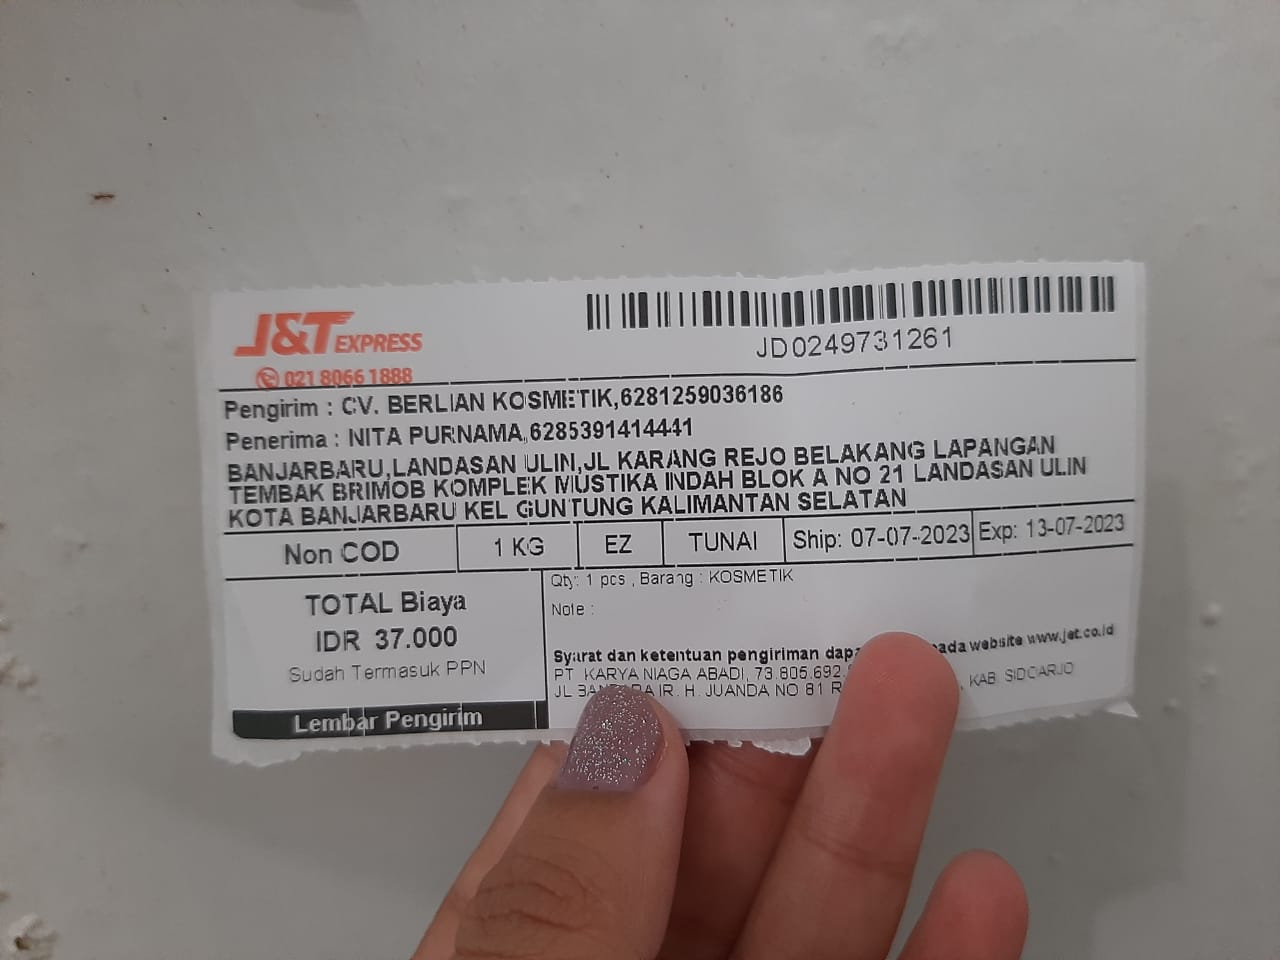 J&T EXPRESS
021 8066 1888
JD0249731261
Pengirim : CV. BERLIAN KOSMETIK,6281259036186
Penerima : NITA PURNAMA,6285391414441
BANJARBARU,LANDASAN ULIN,JL KARANG REJO BELAKANG LAPANGAN
TEMBAK BRIMOB KOMPLEK MUSTIKA INDAH BLOK A NO 21 LANDASAN ULIN
KOTA BANJARBARU KEL GUNTUNG KALIMANTAN SELATAN
Non COD 1 KG EZ TUNAI Ship: 07-07-2023 Exp: 13-07-2023
TOTAL Biaya
IDR 37.000
Sudah Termasuk PPN
Lembar Pengirim
Qty: 1 pcs , Barang : KOSMETIK
Note :
Syarat dan ketentuan pengiriman website www.jet.co.id
PT. KARYA NIAGA ABADI, 73.805.692.
JL IR. H. JUANDA NO 81 , KAB. SIDOARJO